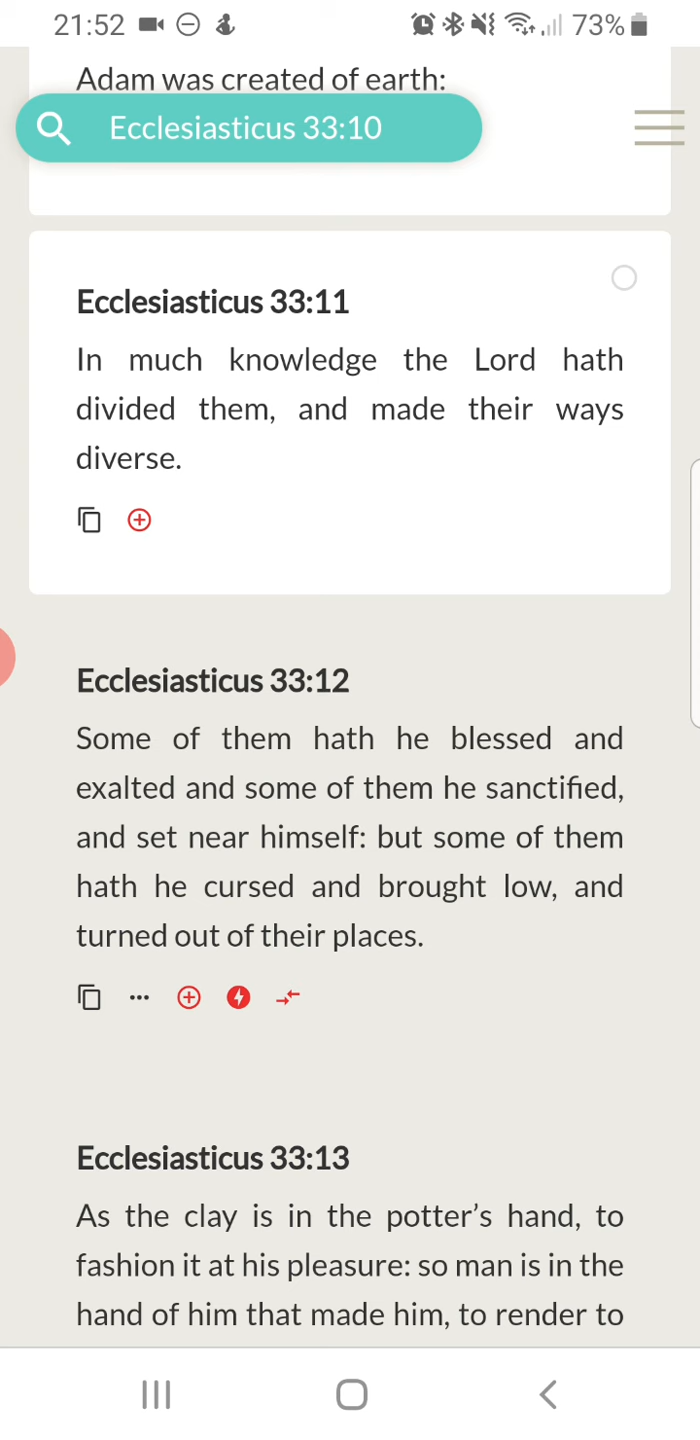 21:52
73%
Adam was created of earth:
Ecclesiasticus 33:10
Ecclesiasticus 33:11
In much knowledge the Lord hath
divided them, and made their ways
diverse.
Ecclesiasticus 33:12
Some of them hath he blessed and
exalted and some of them he sanctified,
and set near himself: but some of them
hath he cursed and brought low, and
turned out of their places.
Ecclesiasticus 33:13
As the clay is in the potter’s hand, to
fashion it at his pleasure: so man is in the
hand of him that made him, to render to